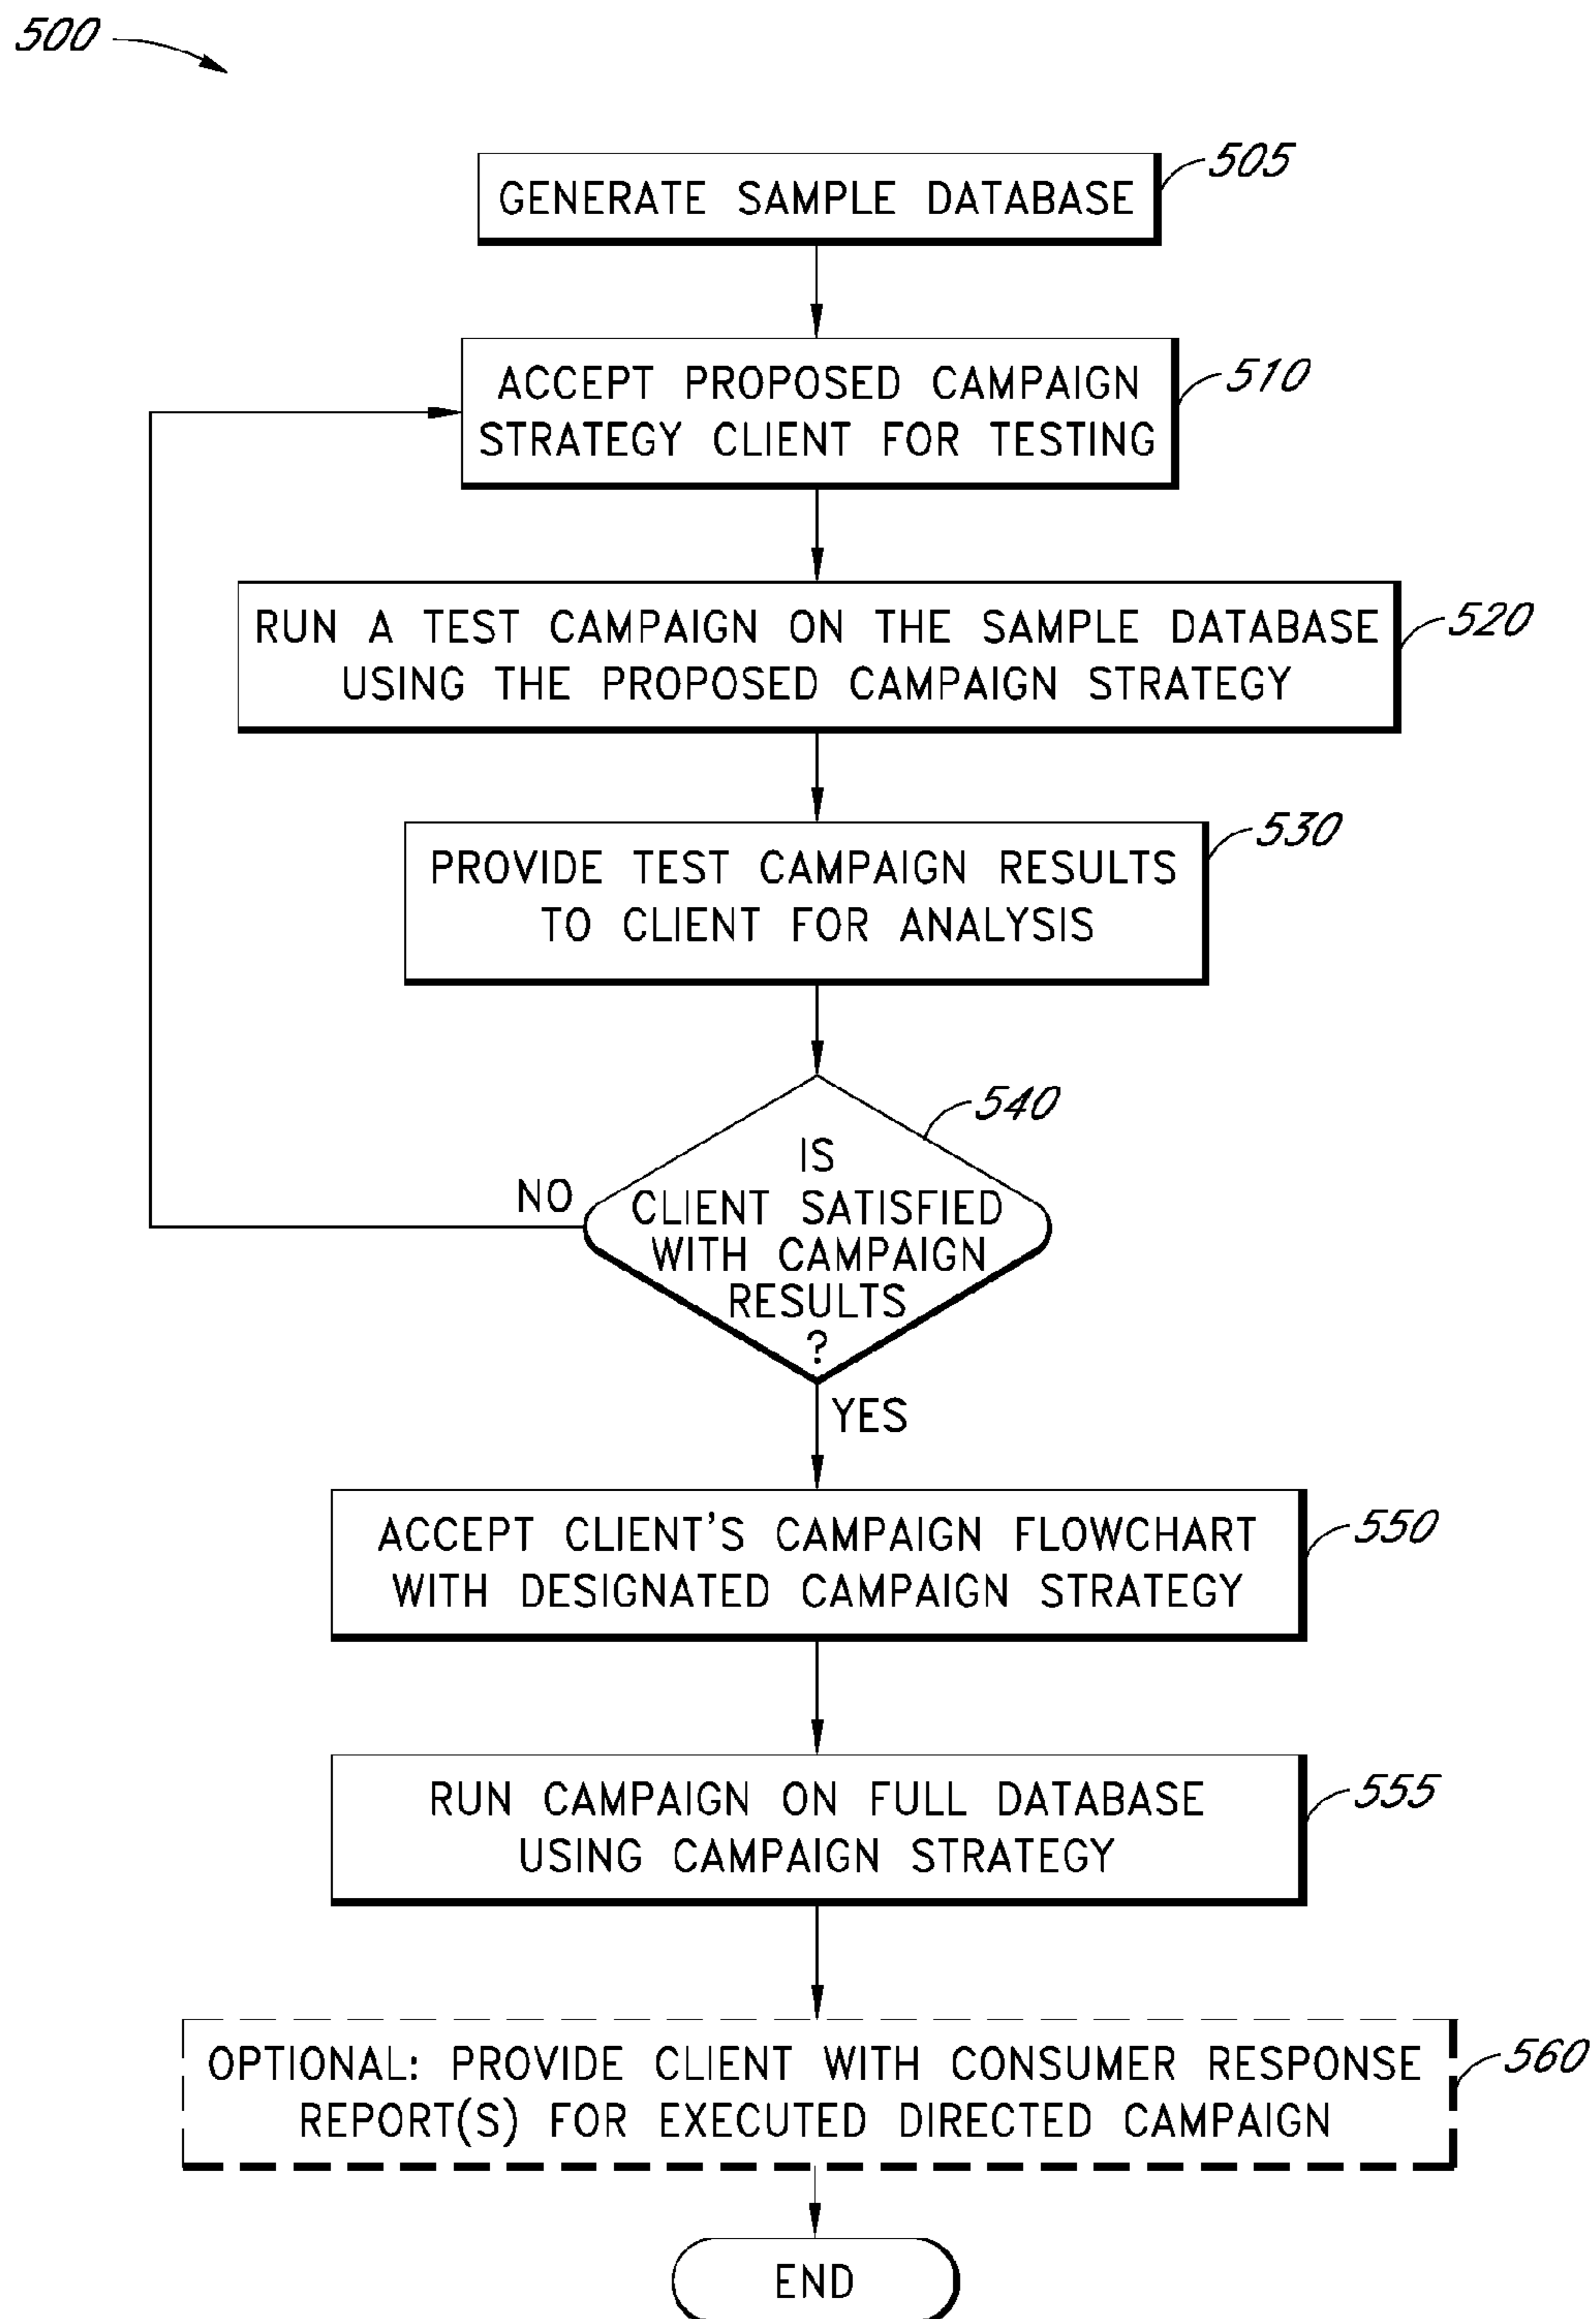 500
GENERATE SAMPLE DATABASE
505
ACCEPT PROPOSED CAMPAIGN
STRATEGY CLIENT FOR TESTING
510
RUN A TEST CAMPAIGN ON THE SAMPLE DATABASE
USING THE PROPOSED CAMPAIGN STRATEGY
520
PROVIDE TEST CAMPAIGN RESULTS
TO CLIENT FOR ANALYSIS
530
IS
CLIENT SATISFIED
WITH CAMPAIGN
RESULTS
?
540
NO
YES
ACCEPT CLIENT'S CAMPAIGN FLOWCHART
WITH DESIGNATED CAMPAIGN STRATEGY
550
RUN CAMPAIGN ON FULL DATABASE
USING CAMPAIGN STRATEGY
555
OPTIONAL: PROVIDE CLIENT WITH CONSUMER RESPONSE
REPORT(S) FOR EXECUTED DIRECTED CAMPAIGN
560
END